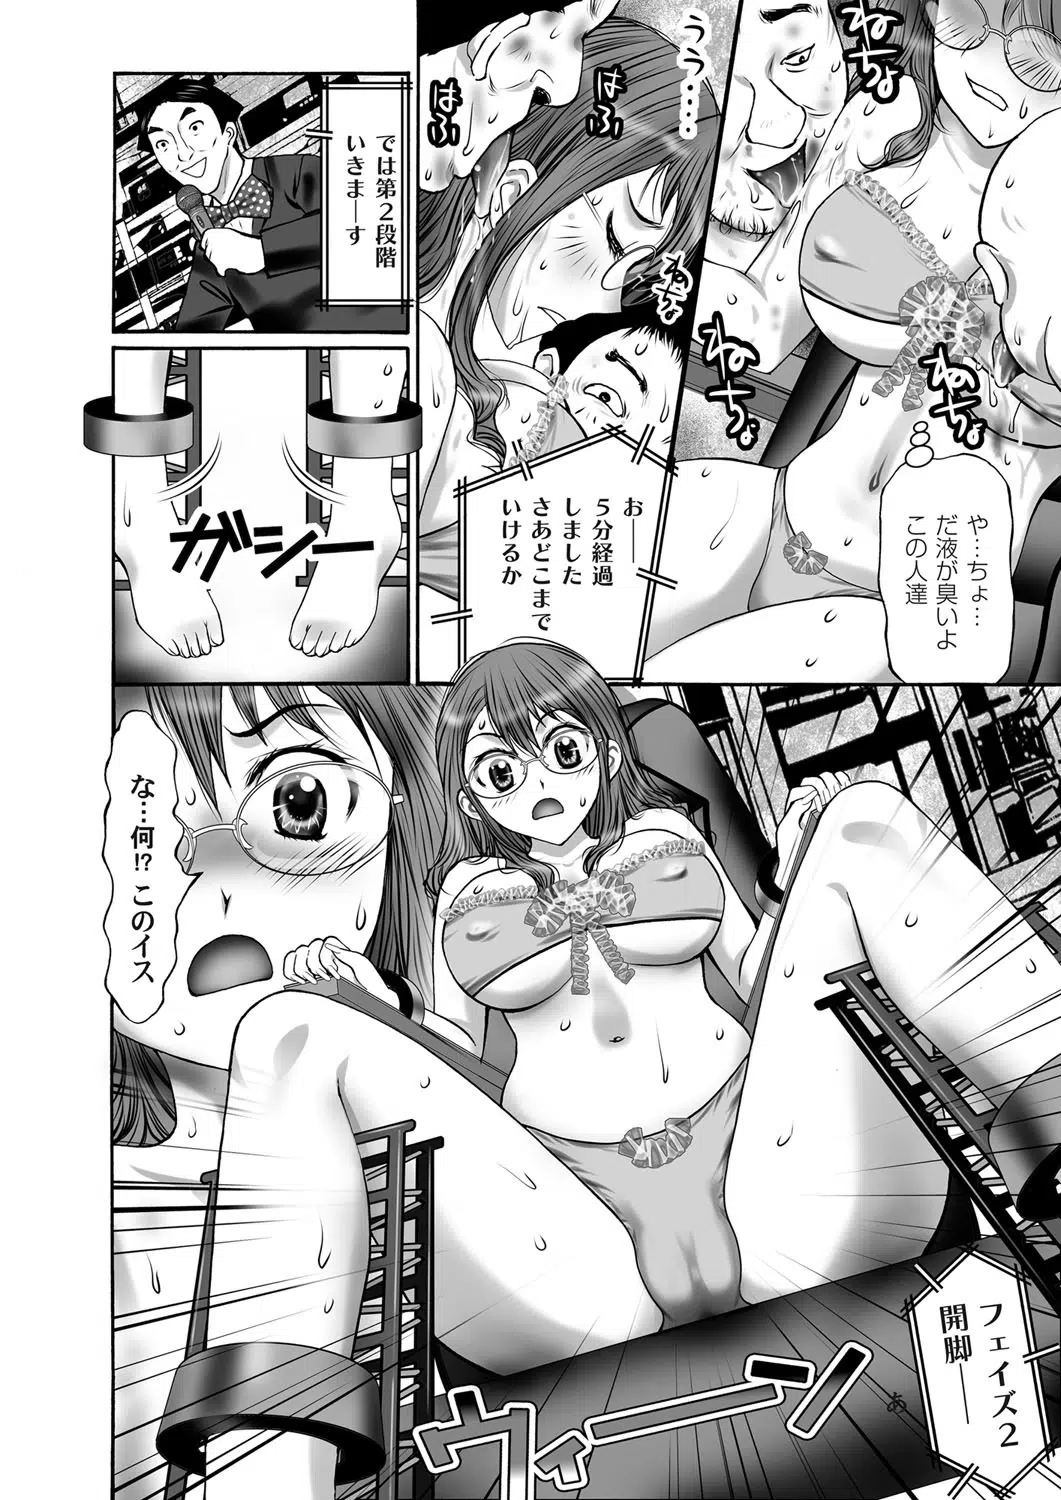 ねちょ
ねちょ
ねちょ
ねちょ
や…ちょ…
だ液が臭いよ
この人達
うう……
はふ
はふ
おー
5分経過
しました
さあどこまで
いけるか
では第2段階
いきまーす
ガシー
な…何!?このイス
フェイズ2
開脚ー
あ
ウィーン